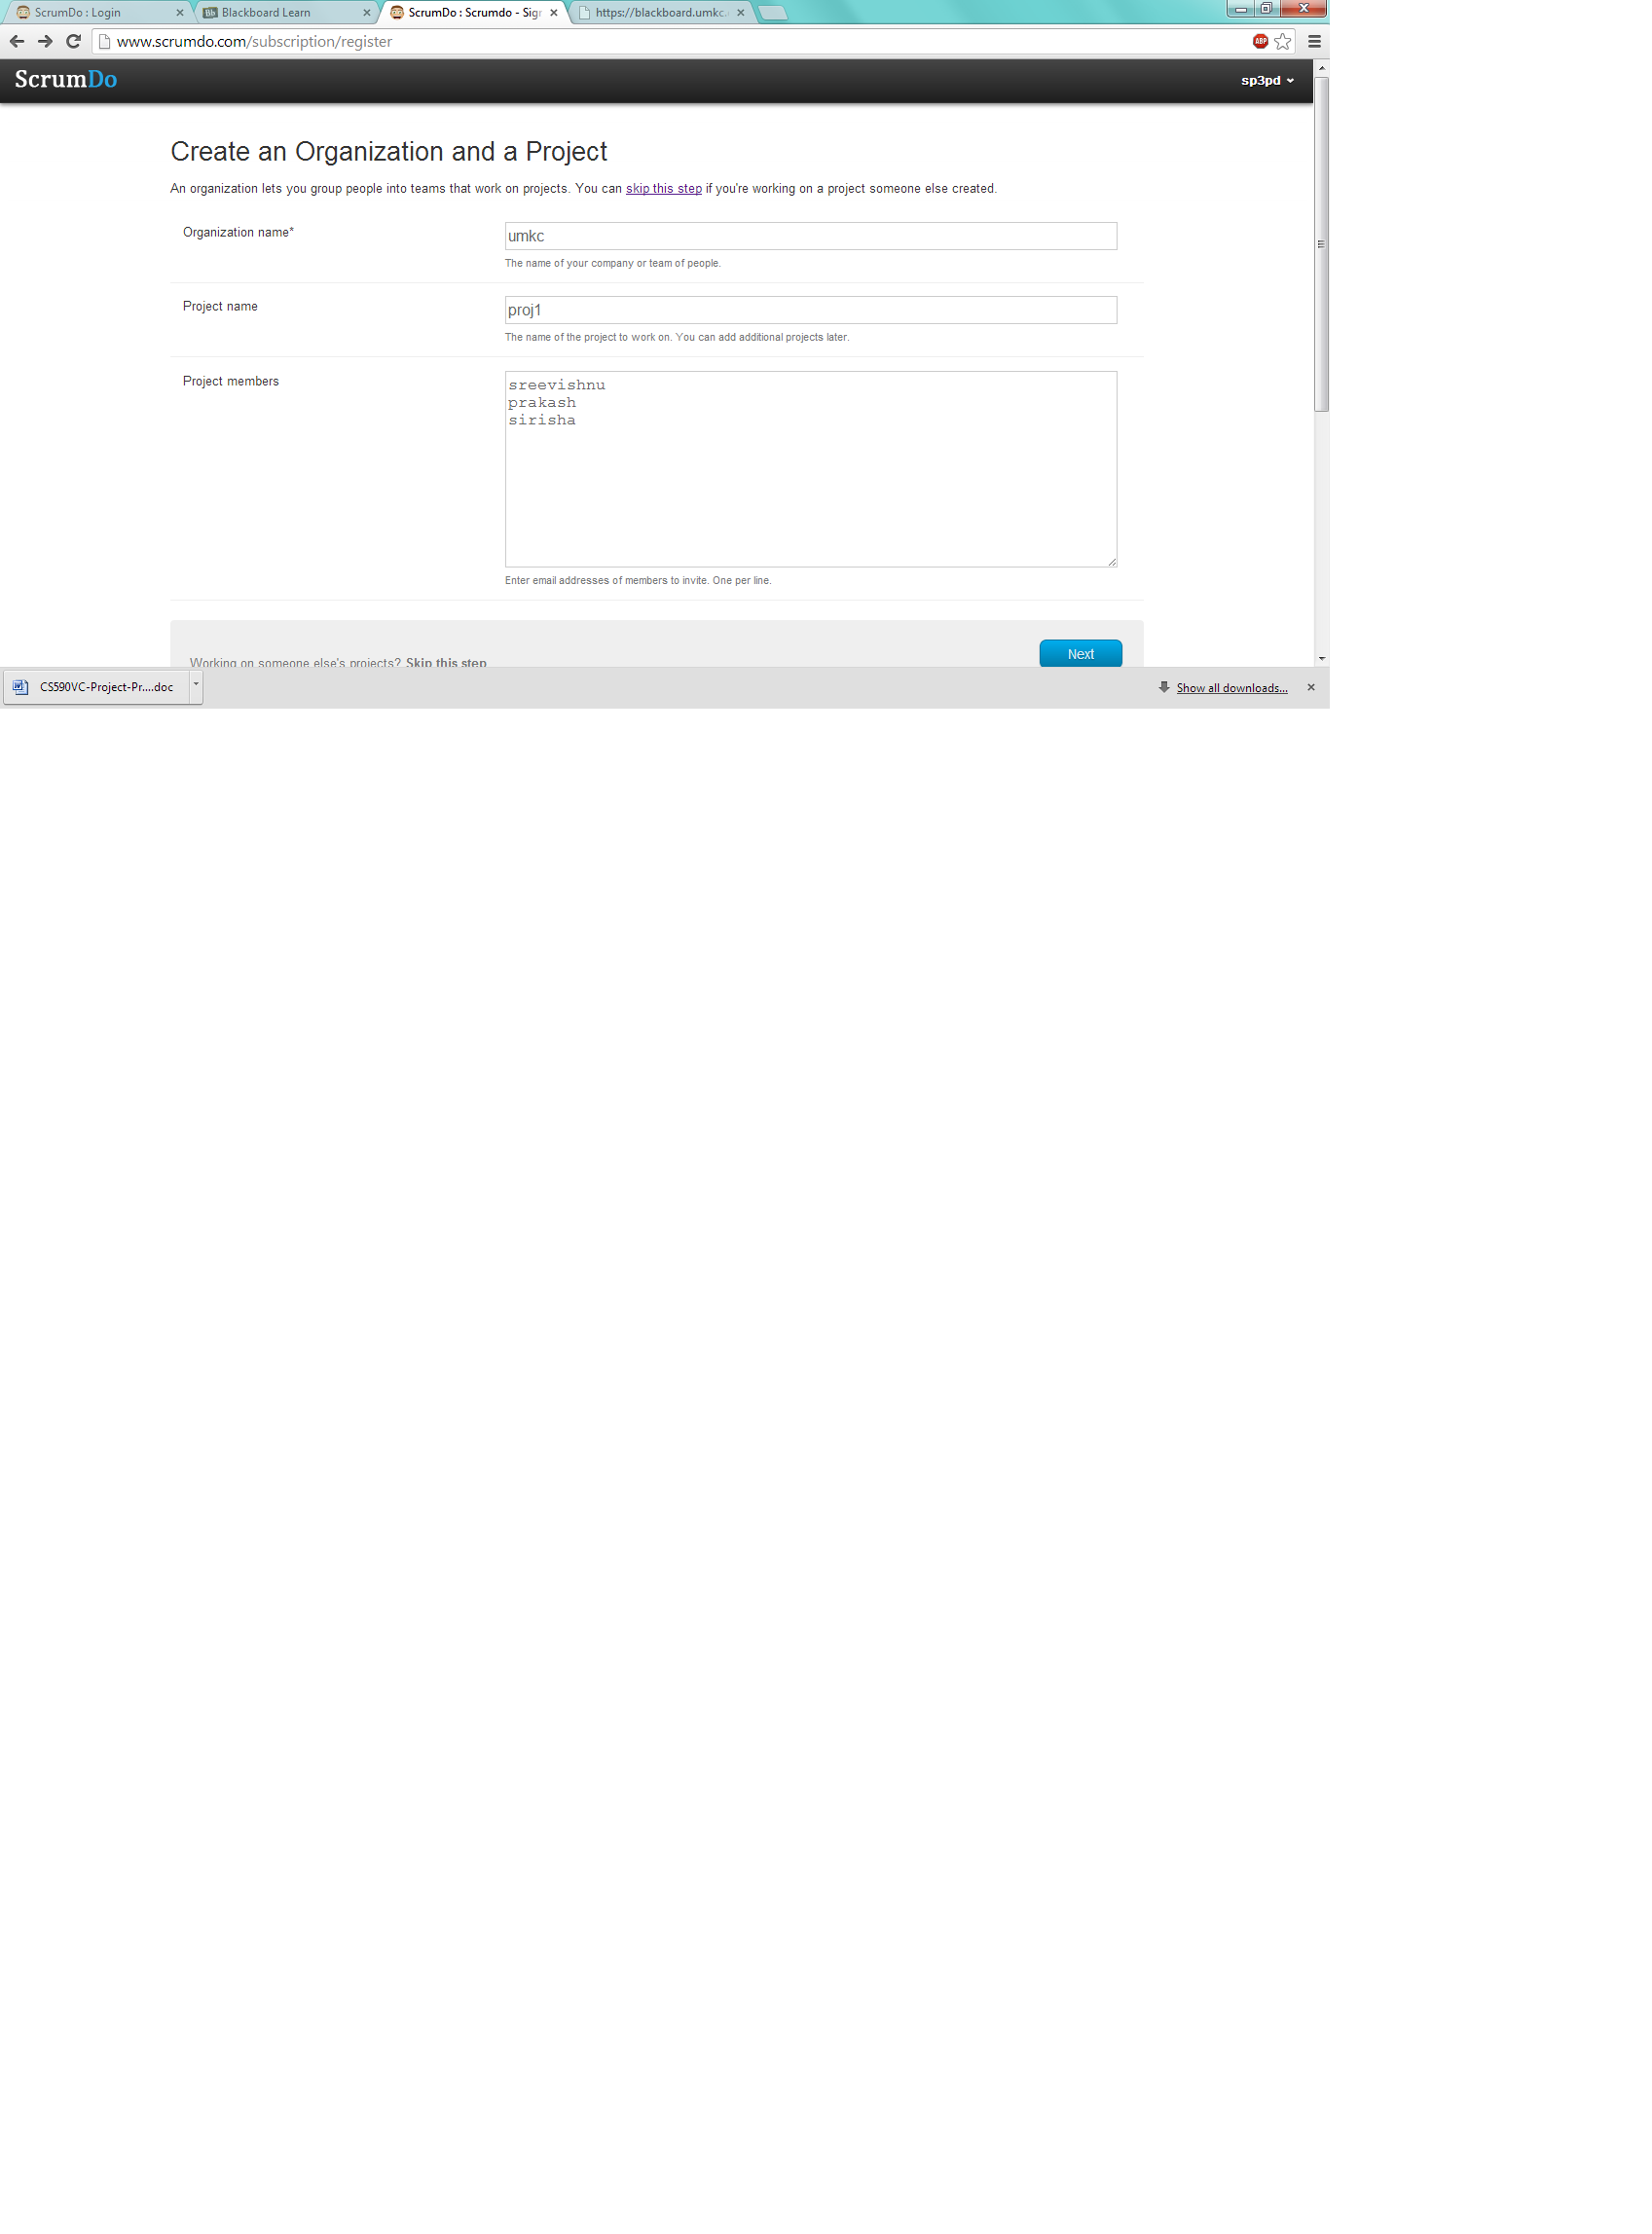 ScrumDo : Login
Blackboard Learn
ScrumDo : Scrumdo - Sig
https://blackboard.umkc.
www.scrumdo.com/subscription/register
ABP
ScrumDo
sp3pd
Create an Organization and a Project
An organization lets you group people into teams that work on projects. You can skip this step if you're working on a project someone else created.
Organization name*
umkc
The name of your company or team of people.
Project name
proj1
The name of the project to work on. You can add additional projects later.
Project members
sreevishnu
prakash
sirisha
Enter email addresses of members to invite. One per line.
Working on someone else's projects? Skip this step
Next
CS590VC-Project-Pr....doc
Show all downloads...